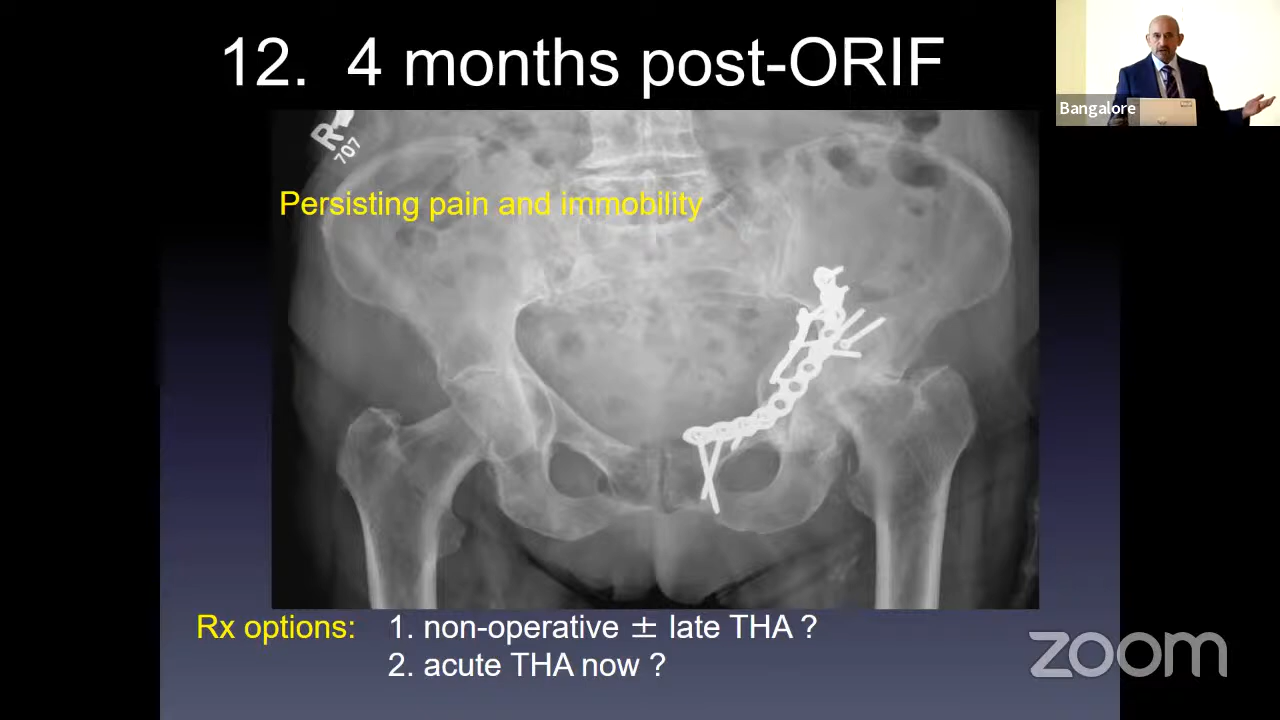 12. 4 months post-ORIF
Bangalore
R
707
Persisting pain and immobility
Rx options: 1. non-operative ± late THA ?
2. acute THA now ?
zoom